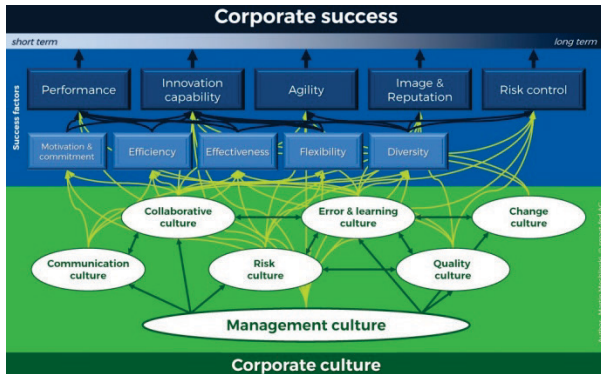 Corporate success
short term
long term
Success factors
Performance
Innovation
capability
Agility
Image &
Reputation
Risk control
Motivation &
commitment
Efficiency
Effectiveness
Flexibility
Diversity
Collaborative
culture
Error & learning
culture
Change
culture
Communication
culture
Risk
culture
Quality
culture
Management culture
Corporate culture